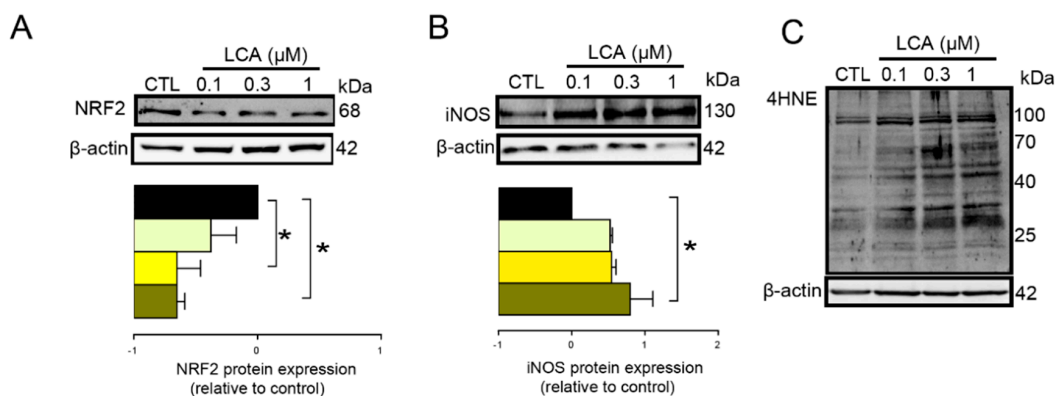 A
LCA (µM)
CTL 0.1 0.3 1 kDa
NRF2 68
β-actin 42
*
*
-1 0 1
NRF2 protein expression
(relative to control)
B
LCA (µM)
CTL 0.1 0.3 1 kDa
iNOS 130
β-actin 42
*
-1 0 1 2
iNOS protein expression
(relative to control)
C
LCA (µM)
CTL 0.1 0.3 1 kDa
4HNE
100
70
40
25
β-actin 42